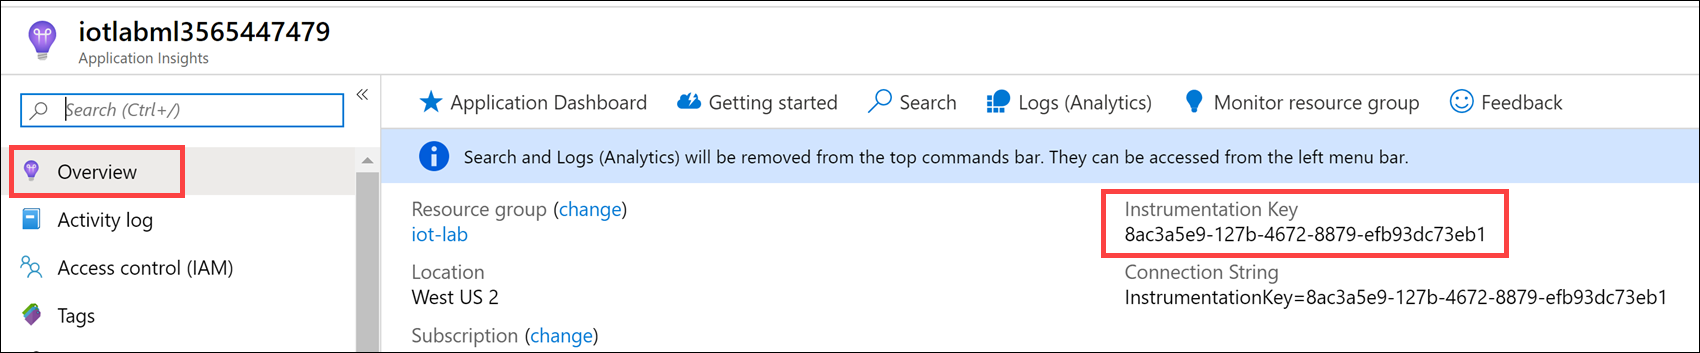 iotlabml3565447479
Application Insights
Search (Ctrl+/)
«
Overview
Activity log
Access control (IAM)
Tags
Application Dashboard
Getting started
Search
Logs (Analytics)
Monitor resource group
Feedback
Search and Logs (Analytics) will be removed from the top commands bar. They can be accessed from the left menu bar.
Resource group (change)
iot-lab
Location
West US 2
Subscription (change)
Instrumentation Key
8ac3a5e9-127b-4672-8879-efb93dc73eb1
Connection String
InstrumentationKey=8ac3a5e9-127b-4672-8879-efb93dc73eb1